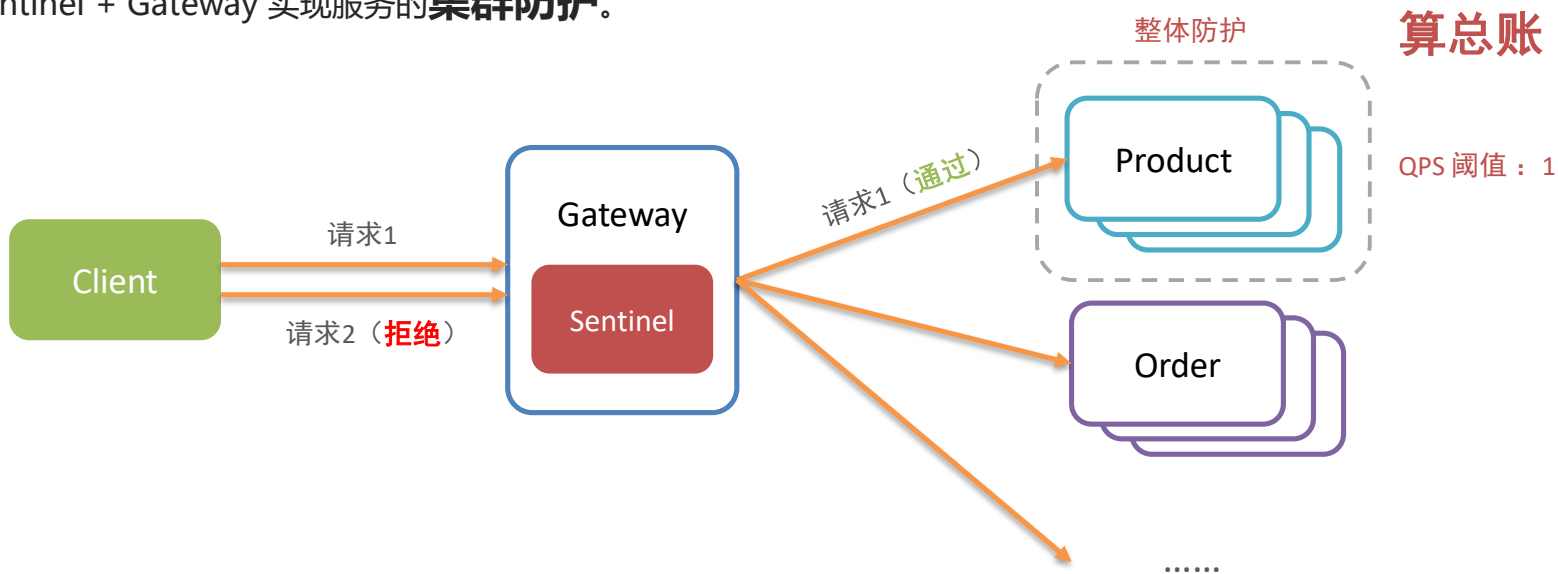 ntinel + Gateway 实现服务的集群防护。
整体防护
算总账
Product
QPS 阈值 ：1
请求1（通过）
Gateway
请求1
Client
Sentinel
请求2（拒绝）
Order
……